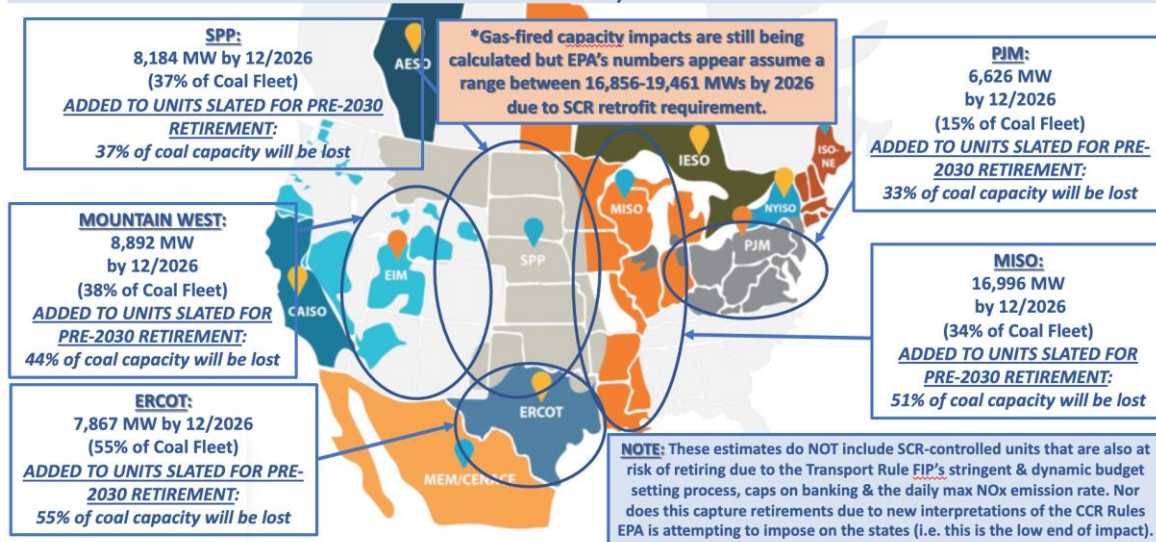 SPP:
8,184 MW by 12/2026
(37% of Coal Fleet)
ADDED TO UNITS SLATED FOR PRE-2030
RETIREMENT:
37% of coal capacity will be lost
*Gas-fired capacity impacts are still being
calculated but EPA's numbers appear assume a
range between 16,856-19,461 MWs by 2026
due to SCR retrofit requirement.
PJM:
6,626 MW
by 12/2026
(15% of Coal Fleet)
ADDED TO UNITS SLATED FOR PRE-
2030 RETIREMENT:
33% of coal capacity will be lost
MOUNTAIN WEST:
8,892 MW
by 12/2026
(38% of Coal Fleet)
ADDED TO UNITS SLATED FOR
PRE-2030 RETIREMENT:
44% of coal capacity will be lost
MISO:
16,996 MW
by 12/2026
(34% of Coal Fleet)
ADDED TO UNITS SLATED FOR
PRE-2030 RETIREMENT:
51% of coal capacity will be lost
ERCOT:
7,867 MW by 12/2026
(55% of Coal Fleet)
ADDED TO UNITS SLATED FOR PRE-
2030 RETIREMENT:
55% of coal capacity will be lost
AESO
IESO
ISO-
NE
MISO
NYISO
PJM
SPP
EIM
CAISO
ERCOT
MEM/CENACE
NOTE: These estimates do NOT include SCR-controlled units that are also at
risk of retiring due to the Transport Rule FIP's stringent & dynamic budget
setting process, caps on banking & the daily max NOx emission rate. Nor
does this capture retirements due to new interpretations of the CCR Rules
EPA is attempting to impose on the states (i.e. this is the low end of impact).